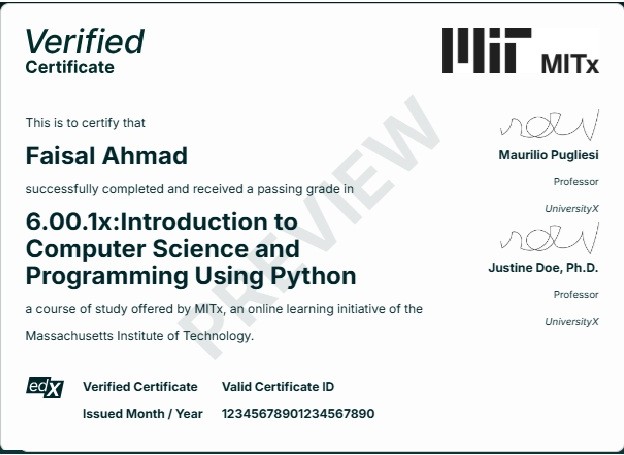 Verified
Certificate
MIT MITx
This is to certify that
Faisal Ahmad
successfully completed and received a passing grade in
6.00.1x:Introduction to
Computer Science and
Programming Using Python
a course of study offered by MITx, an online learning initiative of the
Massachusetts Institute of Technology.
PREVIEW
Maurilio Pugliesi
Professor
UniversityX
Justine Doe, Ph.D.
Professor
UniversityX
edX
Verified Certificate Valid Certificate ID
Issued Month / Year 12345678901234567890